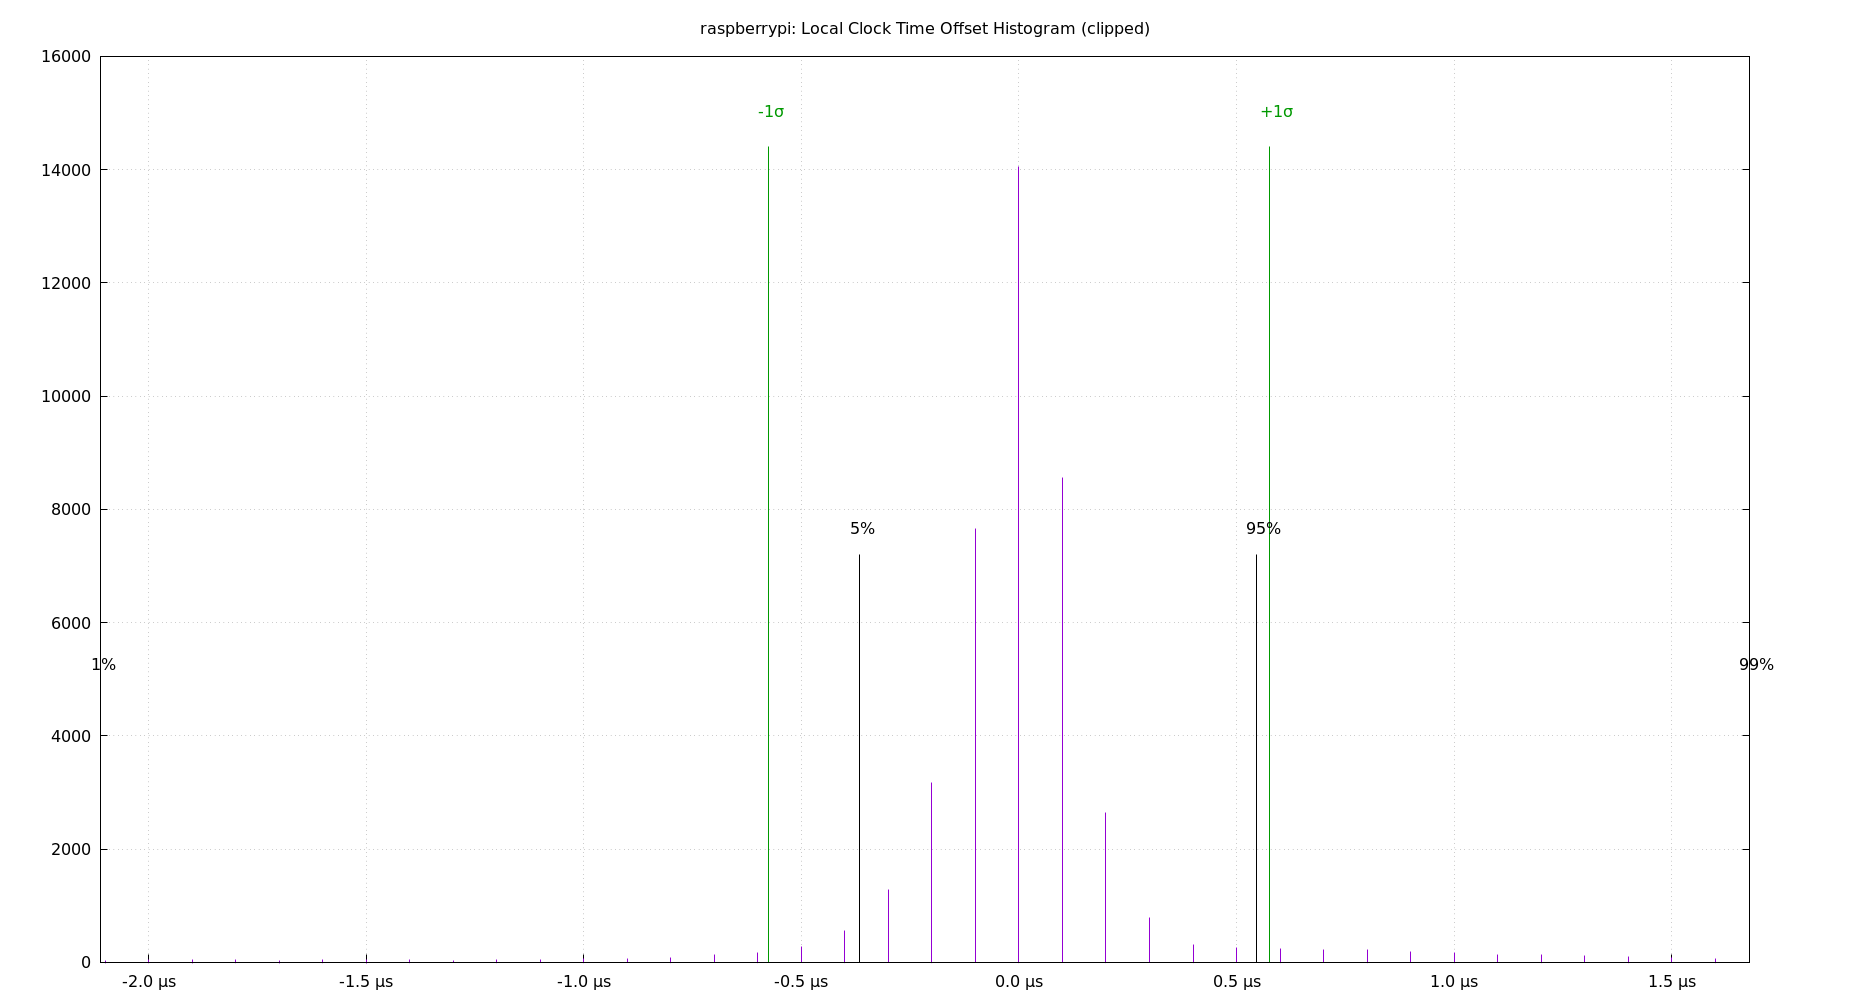 raspberrypi: Local Clock Time Offset Histogram (clipped)
16000
-1σ
+1σ
14000
12000
10000
8000
5%
95%
6000
1%
99%
4000
2000
0
-2.0 µs
-1.5 µs
-1.0 µs
-0.5 µs
0.0 µs
0.5 µs
1.0 µs
1.5 µs